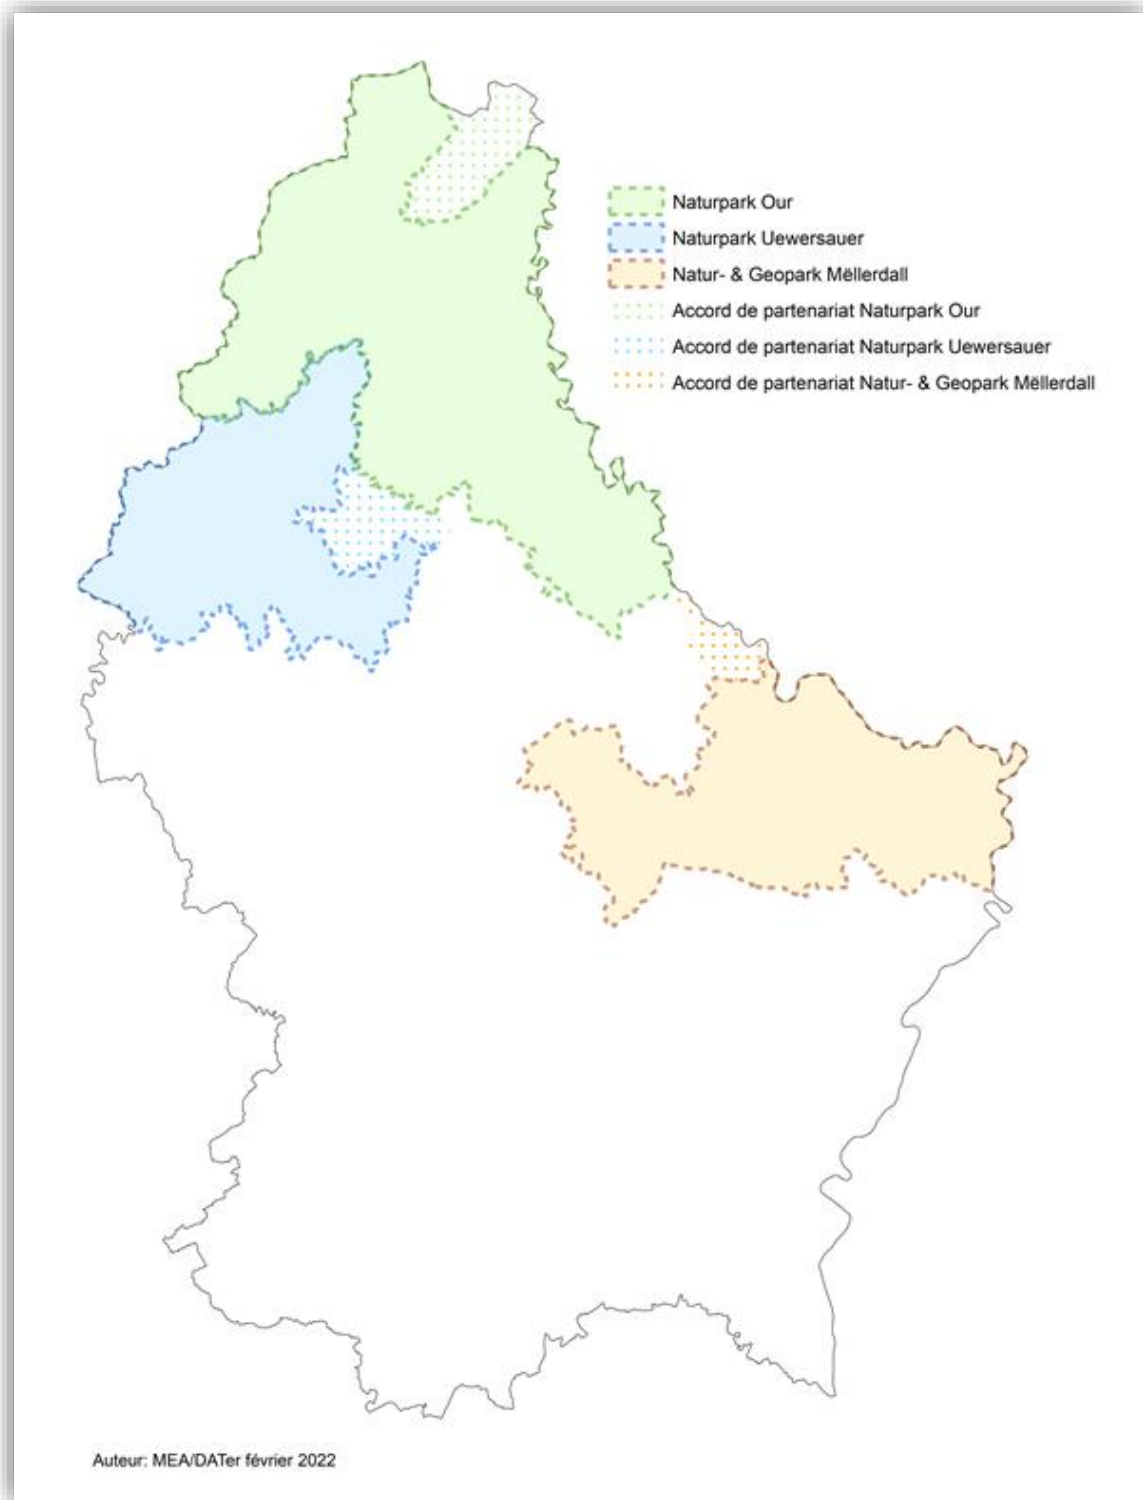 Naturpark Our
Naturpark Uewersauer
Natur- & Geopark Mëllerdall
Accord de partenariat Naturpark Our
Accord de partenariat Naturpark Uewersauer
Accord de partenariat Natur- & Geopark Mëllerdall
Auteur: MEA/DATer février 2022